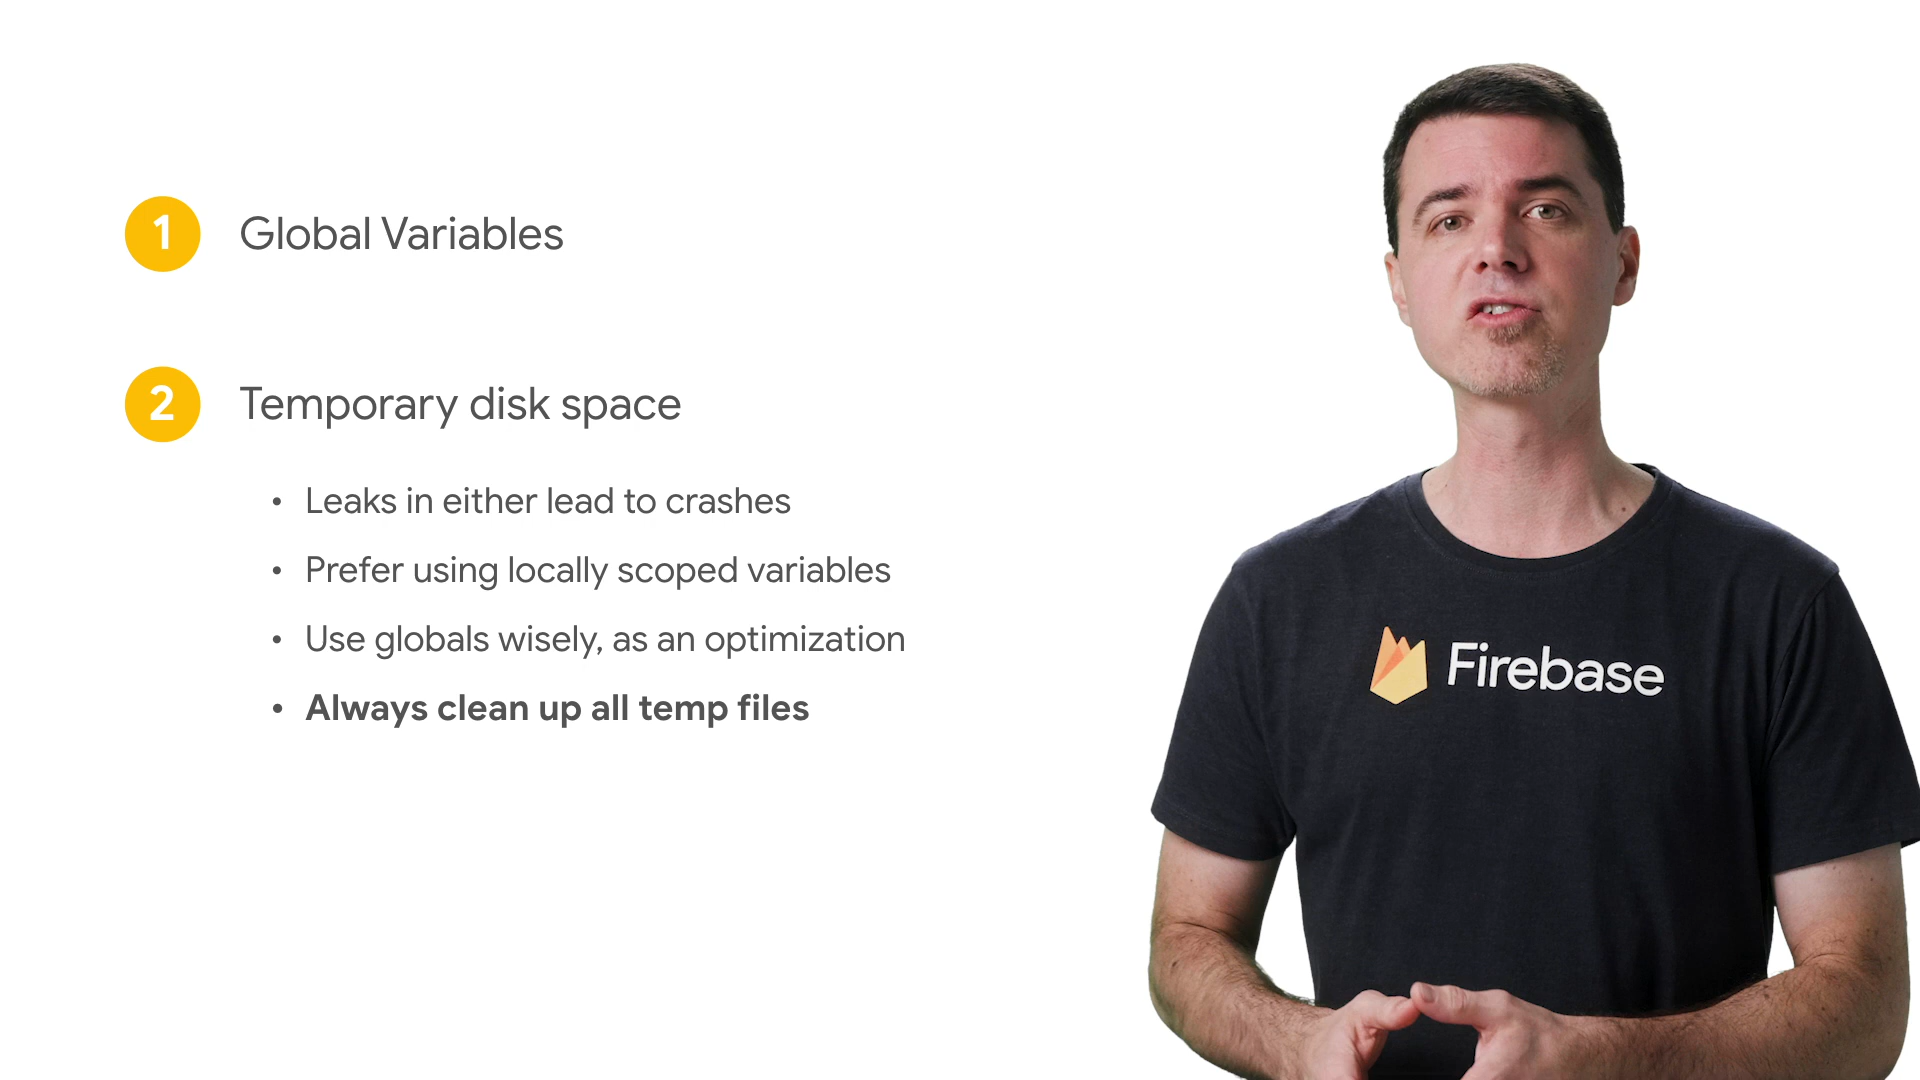 1 Global Variables
2 Temporary disk space
• Leaks in either lead to crashes
• Prefer using locally scoped variables
• Use globals wisely, as an optimization
• Always clean up all temp files
Firebase